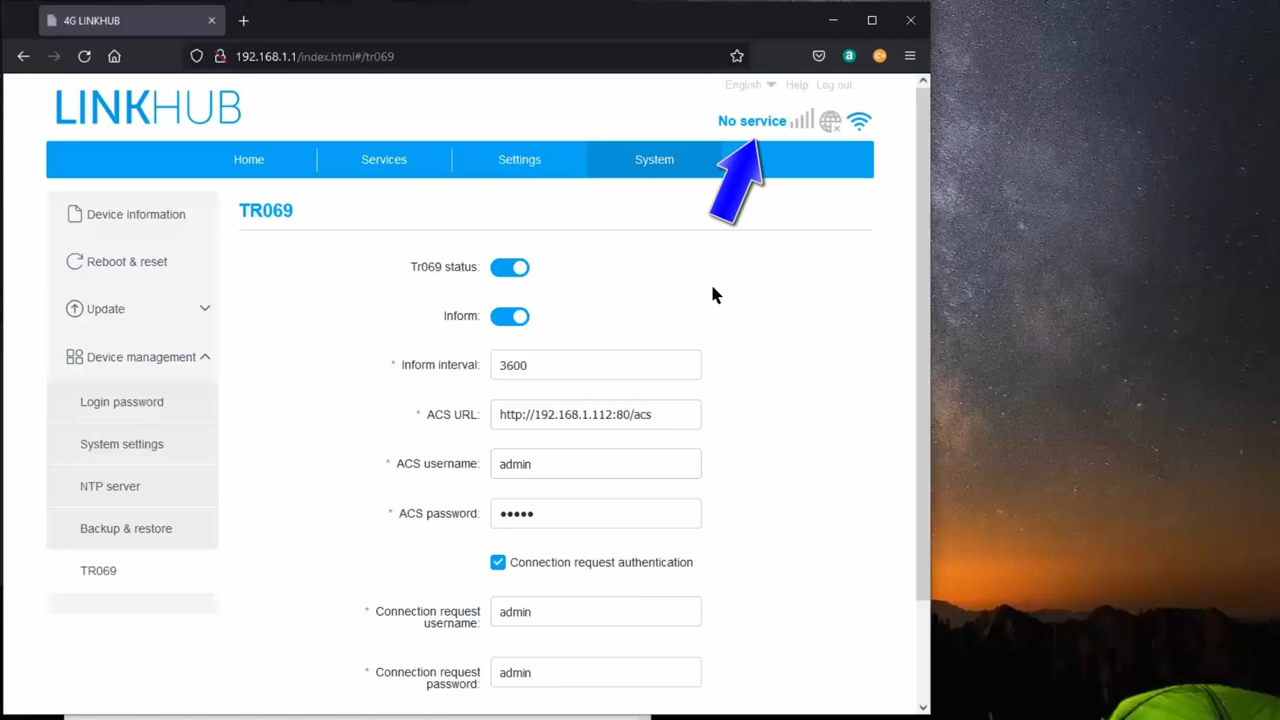 4G LINKHUB
192.168.1.1/index.html#/tr069
English Help Log out
LINKHUB
No service
Home Services Settings System
Device information
Reboot & reset
Update
Device management
Login password
System settings
NTP server
Backup & restore
TR069
TR069
Tr069 status:
Inform:
* Inform interval: 3600
* ACS URL: http://192.168.1.112:80/acs
* ACS username: admin
* ACS password: •••••
Connection request authentication
* Connection request
username: admin
* Connection request
password: admin